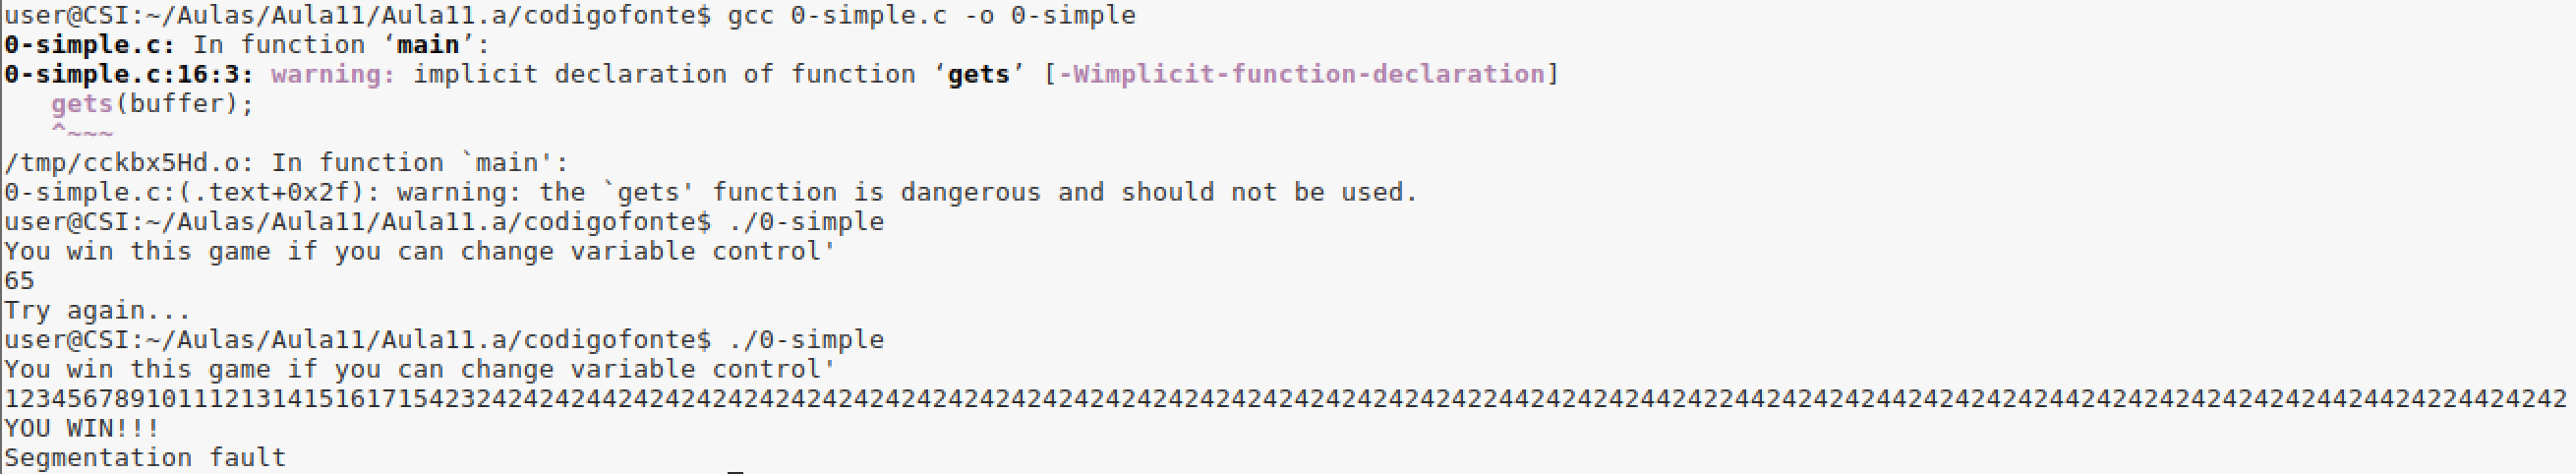 user@CSI:~/Aulas/Aula11/Aula11.a/codigofonte$ gcc 0-simple.c -o 0-simple
0-simple.c: In function ‘main’:
0-simple.c:16:3: warning: implicit declaration of function ‘gets’ [-Wimplicit-function-declaration]
   gets(buffer);
   ^~~~
/tmp/cckbx5Hd.o: In function `main':
0-simple.c:(.text+0x2f): warning: the `gets' function is dangerous and should not be used.
user@CSI:~/Aulas/Aula11/Aula11.a/codigofonte$ ./0-simple
You win this game if you can change variable control'
65
Try again...
user@CSI:~/Aulas/Aula11/Aula11.a/codigofonte$ ./0-simple
You win this game if you can change variable control'
123456789101112131415161715423242424244242424242424242424242424242424242424242424242424242424242244242424244242244242424244242424242442424242424242424424424224424242
YOU WIN!!!
Segmentation fault